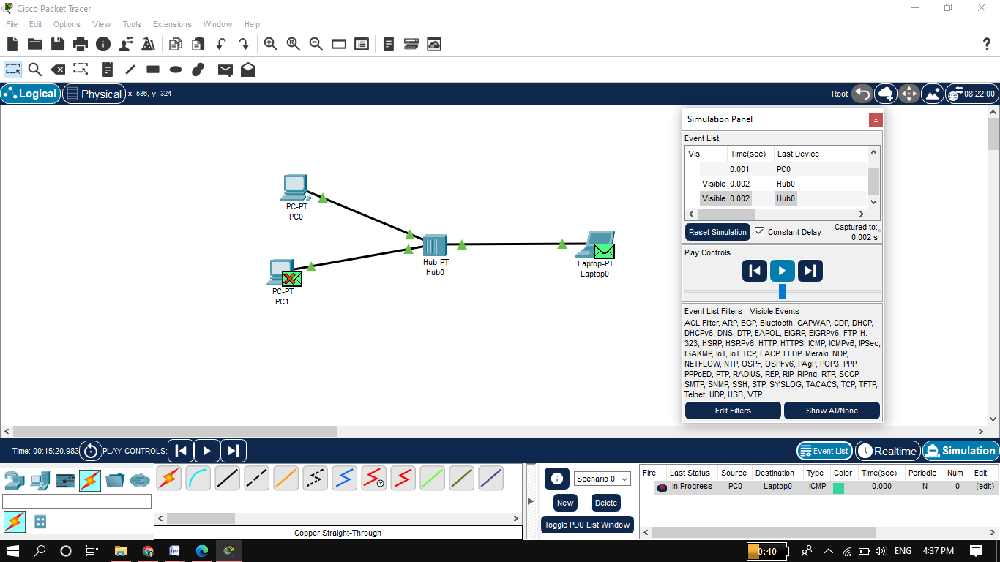 Cisco Packet Tracer
File Edit Options View Tools Extensions Window Help
?
Logical Physical x: 536, y: 324 Root 08:22:00
PC-PT
PC0
PC-PT
PC1
Hub-PT
Hub0
Laptop-PT
Laptop0
Simulation Panel x
Event List
Vis. Time(sec) Last Device
0.001 PC0
Visible 0.002 Hub0
Visible 0.002 Hub0
Reset Simulation Constant Delay Captured to:
0.002 s
Play Controls
Event List Filters - Visible Events
ACL Filter, ARP, BGP, Bluetooth, CAPWAP, CDP, DHCP,
DHCPv6, DNS, DTP, EAPOL, EIGRP, EIGRPv6, FTP, H.
323, HSRP, HSRPv6, HTTP, HTTPS, ICMP, ICMPv6, IPSec,
ISAKMP, IoT, IoT TCP, LACP, LLDP, Meraki, NDP,
NETFLOW, NTP, OSPF, OSPFv6, PAgP, POP3, PPP,
PPPoED, PTP, RADIUS, REP, RIP, RIPng, RTP, SCCP,
SMTP, SNMP, SSH, STP, SYSLOG, TACACS, TCP, TFTP,
Telnet, UDP, USB, VTP
Edit Filters Show All/None
Time: 00:15:20.983 PLAY CONTROLS: Event List Realtime Simulation
Scenario 0
New Delete
Toggle PDU List Window
Fire Last Status Source Destination Type Color Time(sec) Periodic Num Edit
In Progress PC0 Laptop0 ICMP 0.000 N 0 (edit)
Copper Straight-Through
0:40 ENG 4:37 PM